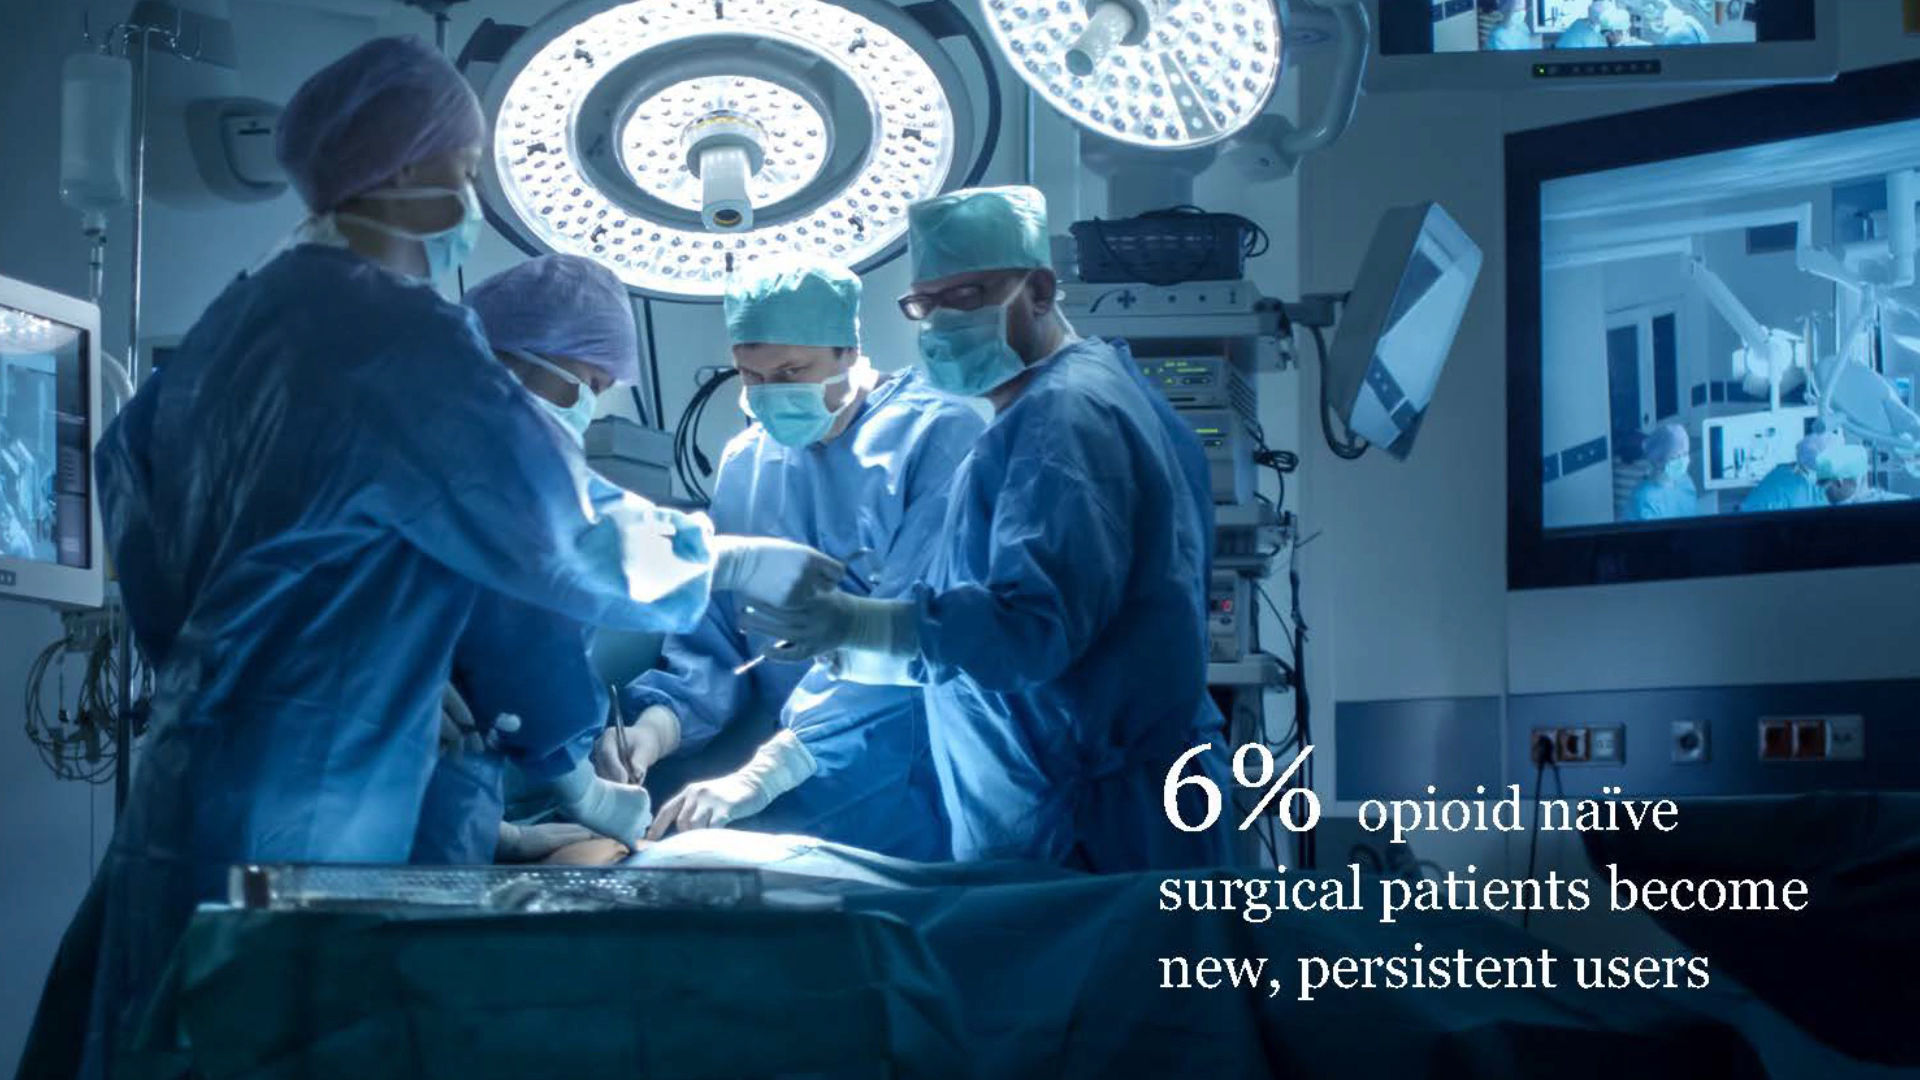 6% opioid naïve
surgical patients become
new, persistent users